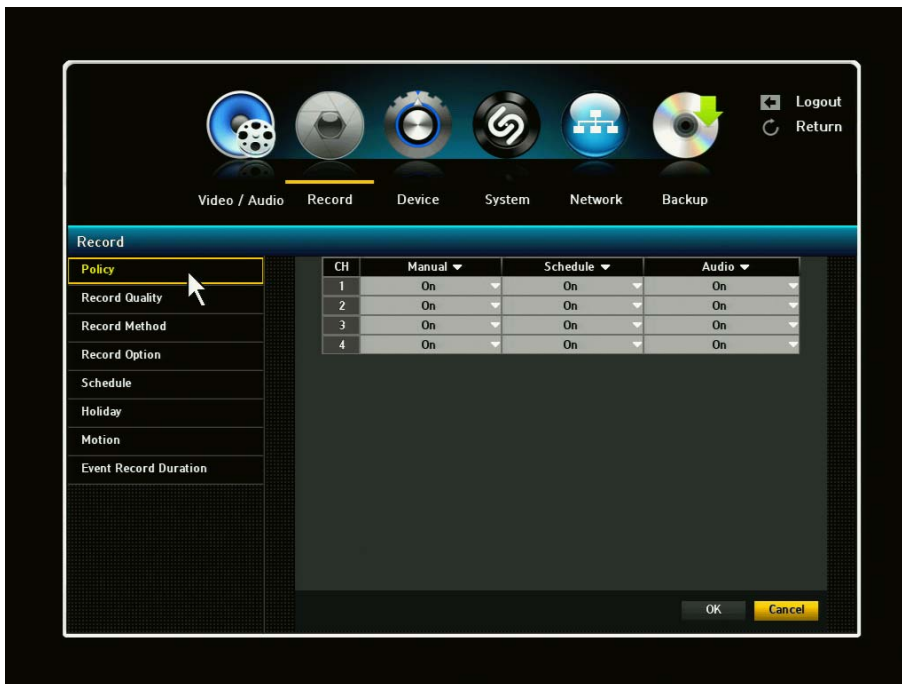 Logout
Return
Video / Audio Record Device System Network Backup
Record
Policy
Record Quality
Record Method
Record Option
Schedule
Holiday
Motion
Event Record Duration
CH Manual Schedule Audio
1 On On On
2 On On On
3 On On On
4 On On On
OK Cancel